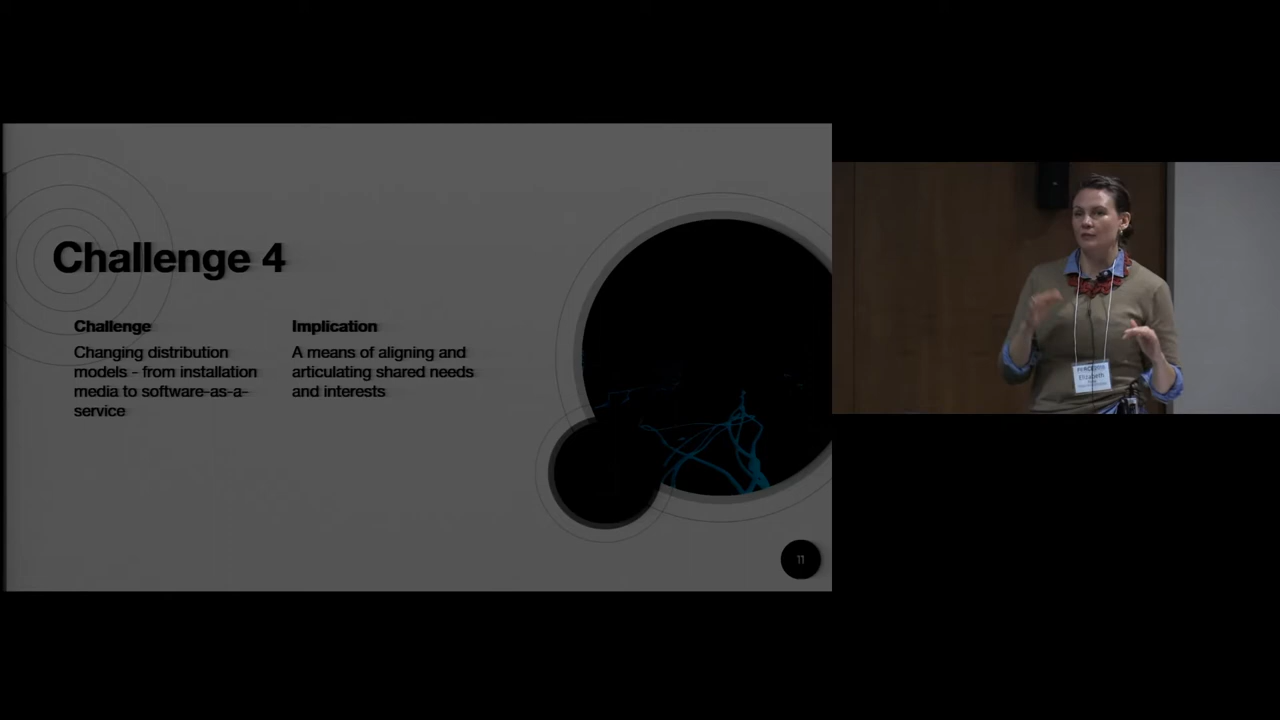 Challenge 4
Challenge
Changing distribution
models - from installation
media to software-as-a-
service
Implication
A means of aligning and
articulating shared needs
and interests
11
Elizabeth